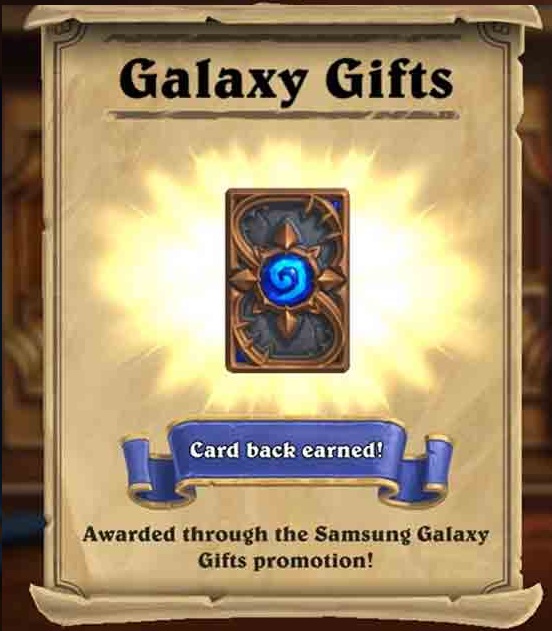 Galaxy Gifts
Card back earned!
Awarded through the Samsung Galaxy
Gifts promotion!